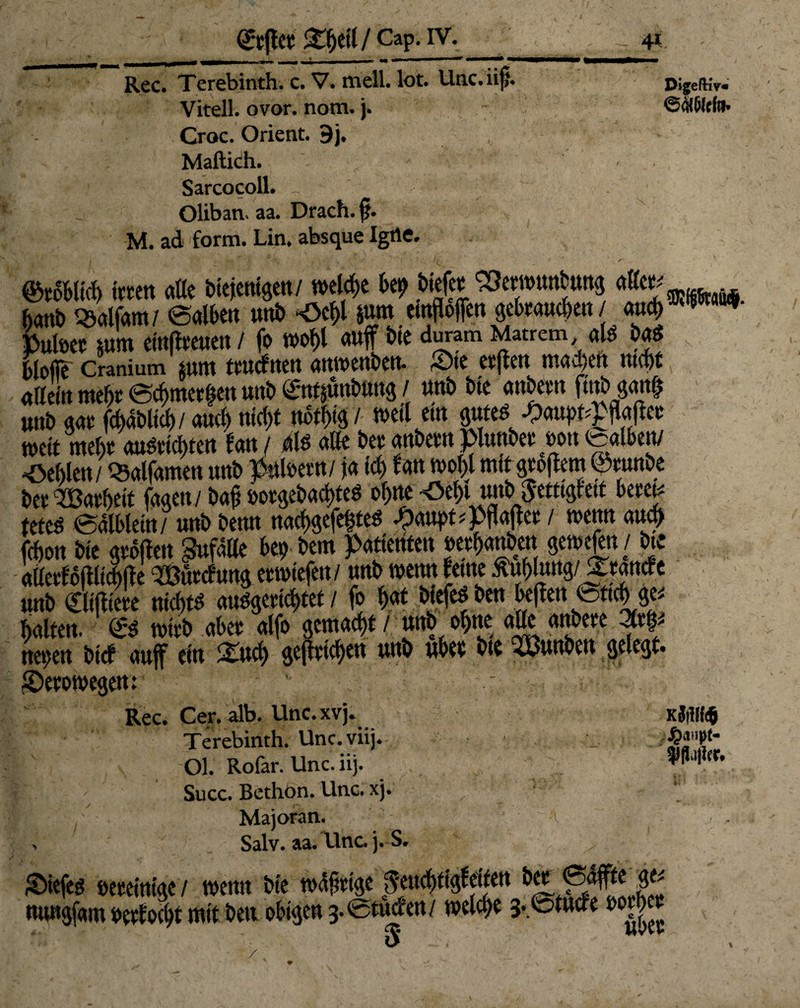 Erster Theil / Cap. IV. 41
Rec. Terebinth. c. V. mell. lot. Unc. iiß.
Digestiv-
Vitell. ovor. nom. j.
Sälblein.
Croc. Orient. ℈j.
Mastich.
Sarcocoll.
Oliban. aa. Drach. ß.
M. ad form. Lin. absque Igne.
Gröblich irren alle diejenigen / welche bey dieser Verwundung aller-
hand Balsam / Salben und Oehl zum einflössen gebrauchen / auch
Mißbrauch.
Pulver zum einstreuen / so wohl auff die duram Matrem, als das
blosse Cranium zum trucknen anwenden. Die ersten machen nicht
allein mehr Schmertzen und Entzündung / und die andern sind gantz
und gar schädlich / auch nicht nöthig / weil ein gutes Haupt-Pflaster
weit mehr ausrichten kan / als alle der andern Plunder von Salben /
Oehlen / Balsamen und Pulvern / ja ich kan wohl mit gröstem Grunde
der Warheit sagen / daß vorgedachtes ohne Oehl und Fettigkeit berei-
tetes Sälblein / und denn nachgesetztes Haupt-Pflaster / wenn auch
schon die grösten Zufälle bey dem Patienten verhanden gewesen / die
allerköstlichste Würckung erwiesen / und wenn keine Kühlung / Träncke
und Clistiere nichts ausgerichtet / so hat dieses den besten Stich ge-
halten. Es wird aber also gemacht / und ohne alle andere Artz-
neyen dick auff ein Tuch gestrichen und über die Wunden gelegt.
Derowegen:
Rec. Cer. alb. Unc. xvj.
Köstlich
Terebinth. Unc. viij.
Haupt-
Ol. Rosar. Unc. iij.
Pflaster.
Succ. Bethon. Unc. xj.
Majoran.
Salv. aa. Unc. j. S.
Dieses vereinige / wenn die wäßrige Feuchtigkeiten der Säffte ge-
nungsam verkocht mit den obigen 3. Stücken / welche 3. Stücke vorher
F über